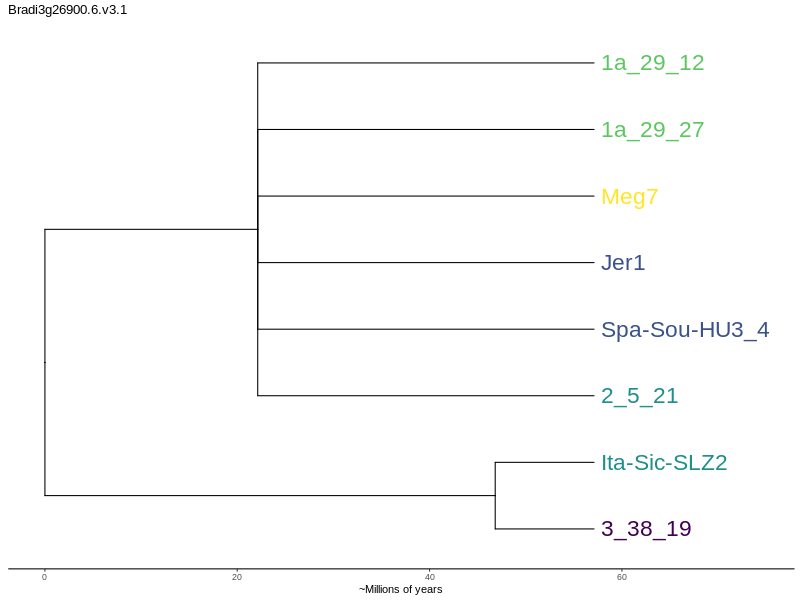 Bradi3g26900.6.v3.1
1a_29_12
1a_29_27
Meg7
Jer1
Spa-Sou-HU3_4
2_5_21
Ita-Sic-SLZ2
3_38_19
0 20 40 60
~Millions of years